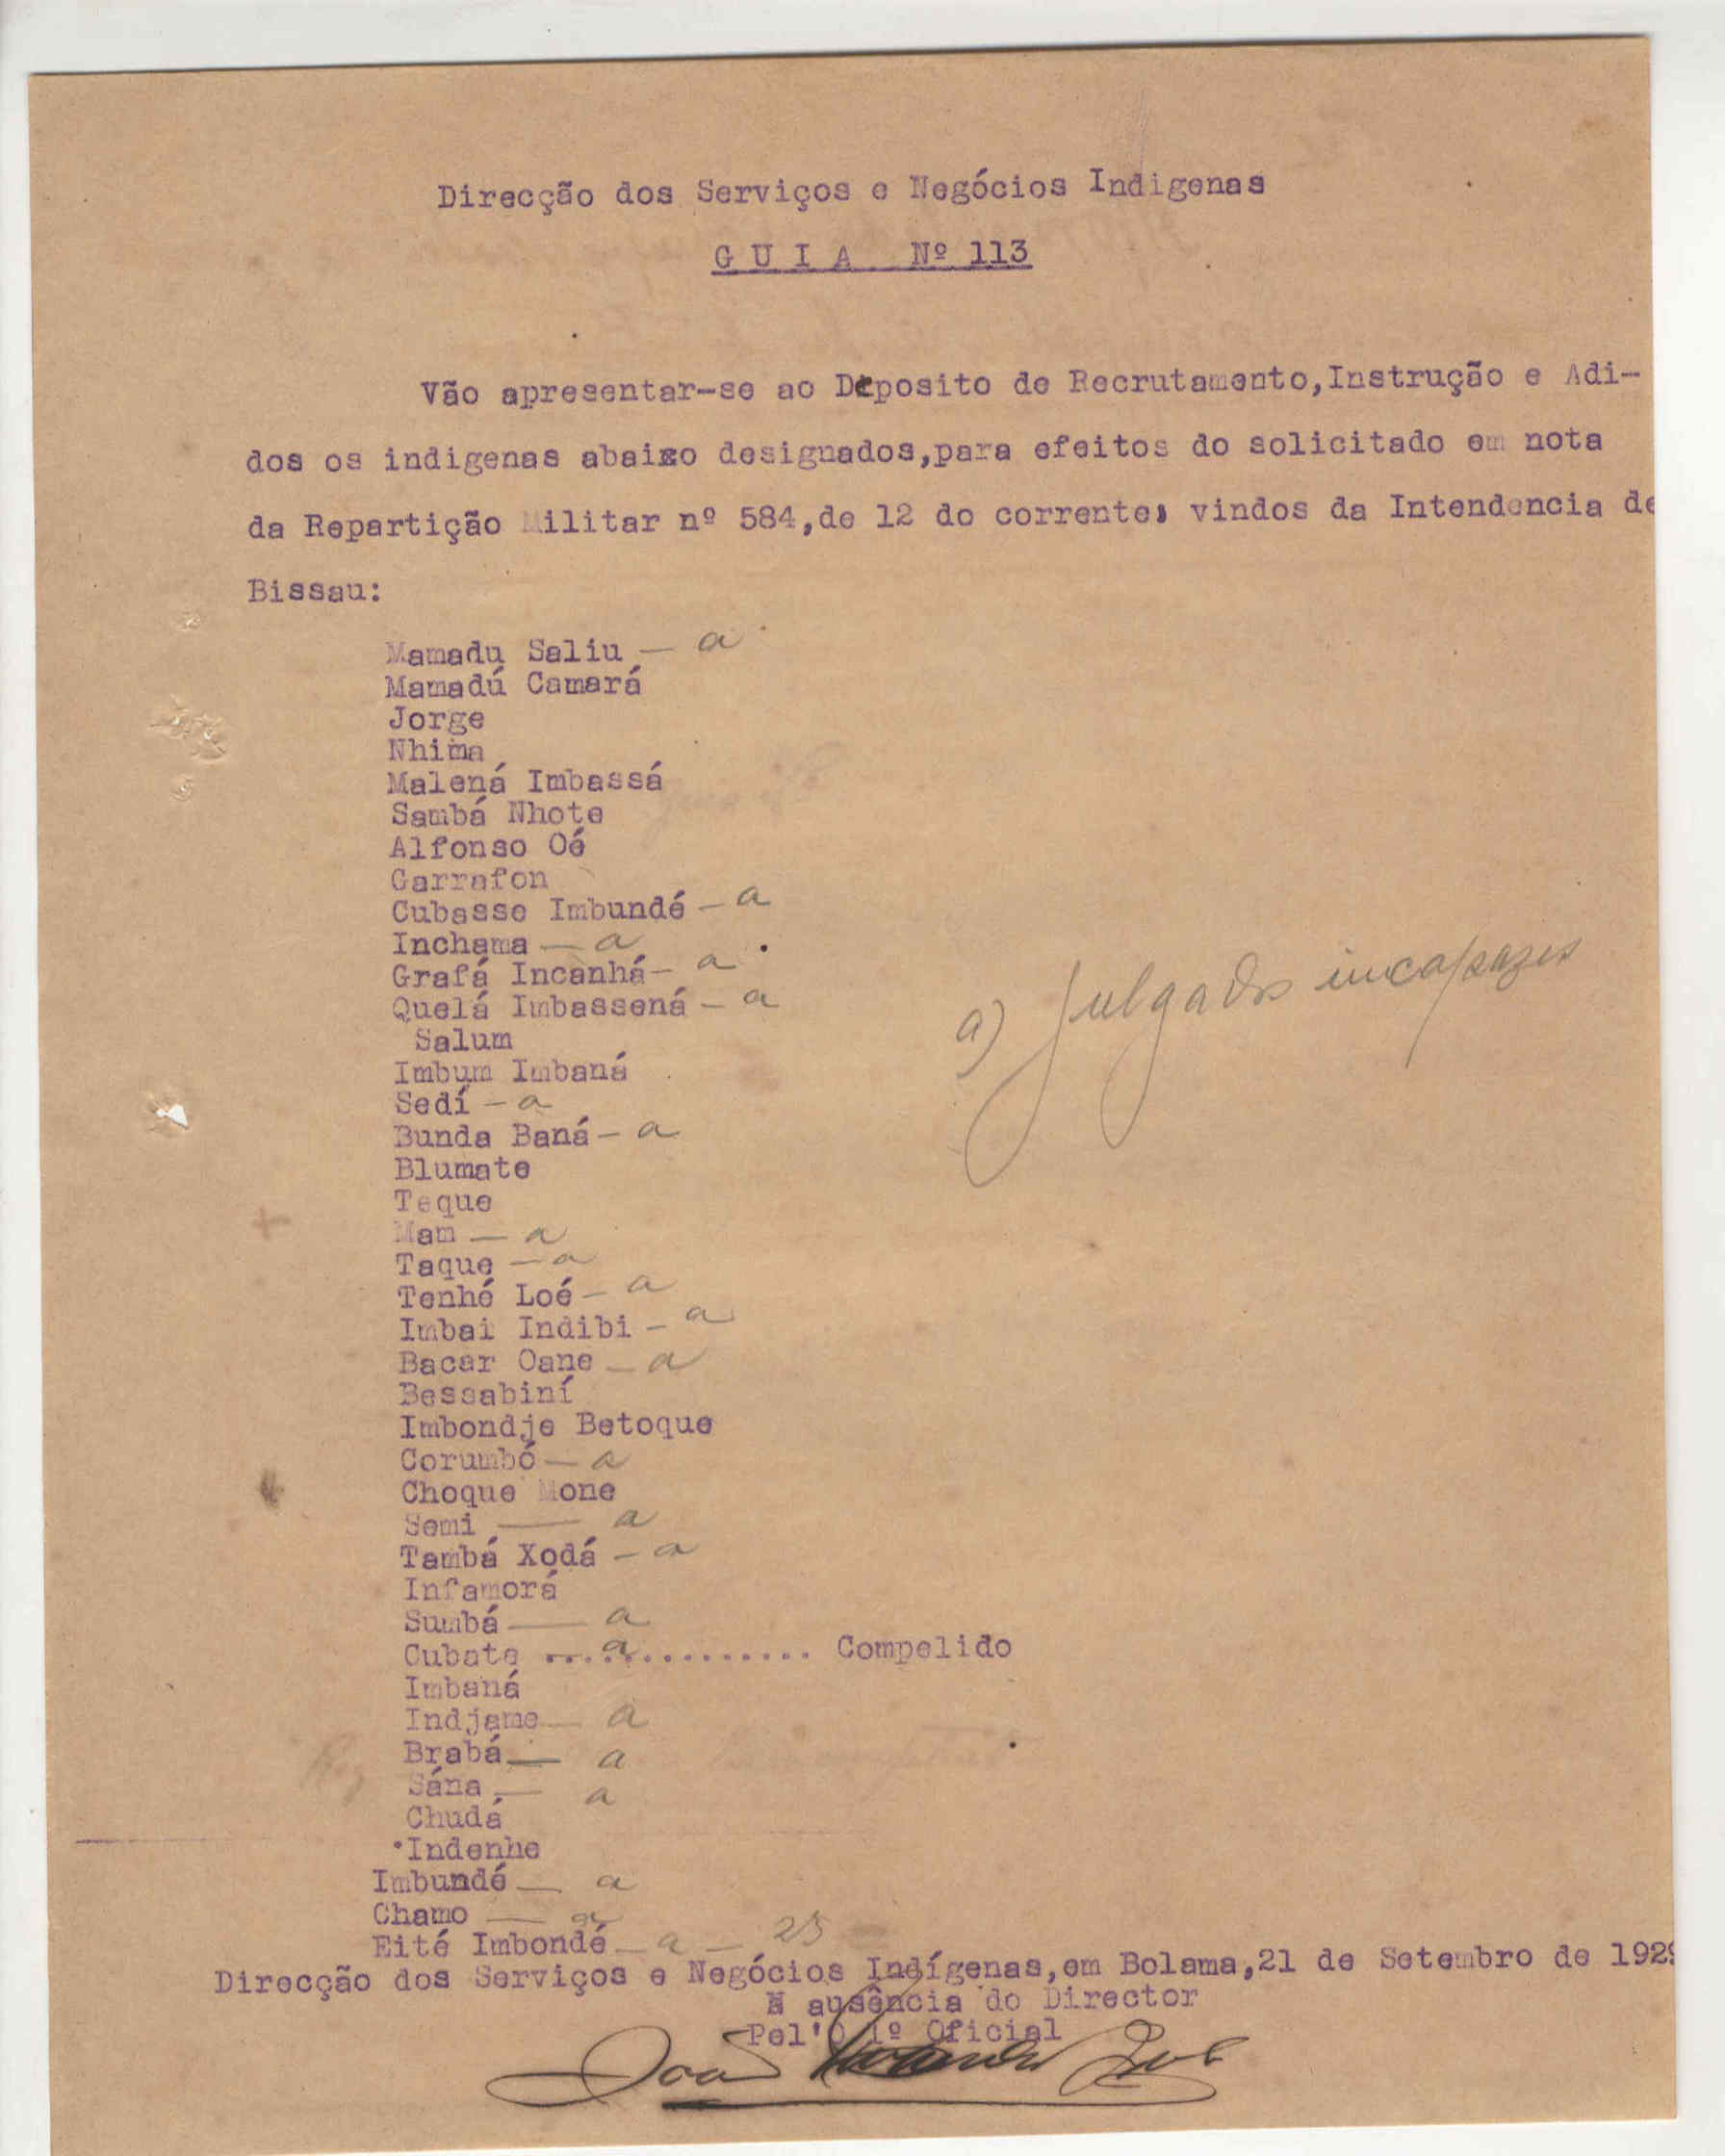 Direcção dos Serviços e Negócios Indigenas
G U I A Nº 113
Vão apresentar-se ao Deposito de Recrutamento,Instrução e Adi-
dos os indigenas abaixo designados,para efeitos do solicitado em nota
da Repartição Militar nº 584,de 12 do corrente, vindos da Intendencia de
Bissau:
Mamadu Saliu — a
Mamadú Camará
Jorge
Nhima
Malená Imbassá
Sambá Nhote
Alfonso Oé
Garrafon
Cubasse Imbundé — a
Inchama — a
Grafá Incanhá — a
Quelá Imbassená — a
a) Julgados incapazes
Salum
Imbum Imbaná
Sedí — a
Bunda Baná — a
Blumate
Teque
Mam — a
Taque — a
Tenhé Loé — a
Imbai Indibi — a
Bacar Oane — a
Bessabiní
Imbondje Betoque
Corumbó — a
Choque Mone
Semi — a
Tambá Xodá — a
Infamorá
Sumbá — a
Cubate ...a............ Compelido
Imbaná
Indjame — a
Brabá — a
Sána — a
Chudá
Indenhe
Imbundé — a
Chamo — a
Eité Imbondé — a — 25
Direcção dos Serviços e Negócios Indígenas,em Bolama,21 de Setembro de 1929
N ausência do Director
Pel'O 1º Oficial